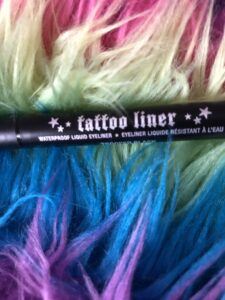 tattoo liner
WATERPROOF LIQUID EYELINER ★ EYELINER LIQUIDE RÉSISTANT À L'EAU